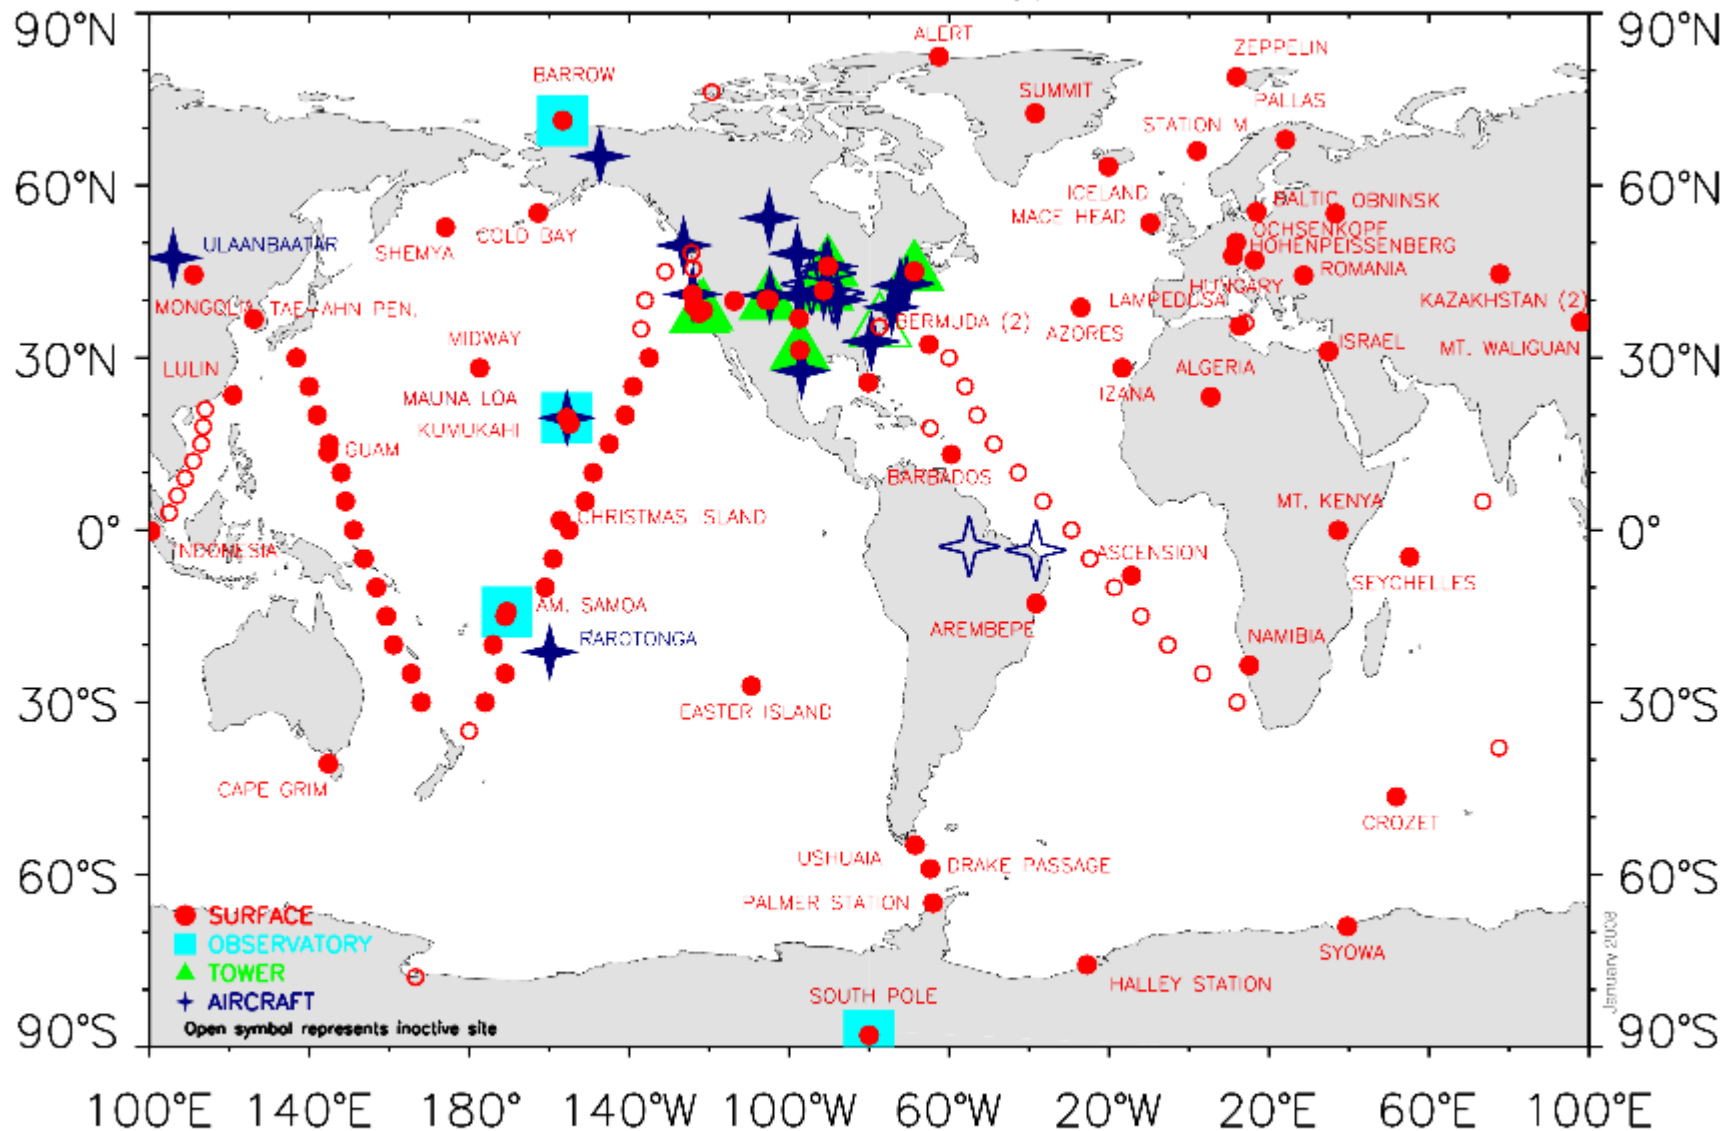 90°N
90°N
ALERT
ZEPPELIN
BARROW
SUMMIT
PALLAS
STATION M
60°N
60°N
ICELAND
BALTIC
OBNINSK
MACE HEAD
OCHSENKOPF
ULAANBAATAR
SHEMYA
COLD BAY
HOHENPEISSENBERG
ROMANIA
HUNGARY
MONGOLIA
TAE-AHN PEN.
LAMPEDUSA
KAZAKHSTAN (2)
BERMUDA (2)
AZORES
MIDWAY
ISRAEL
MT. WALIGUAN
30°N
30°N
LULIN
ALGERIA
MAUNA LOA
IZANA
KUMUKAHI
GUAM
BARBADOS
MT. KENYA
CHRISTMAS ISLAND
0°
0°
INDONESIA
ASCENSION
SEYCHELLES
AM. SAMOA
AREMBEPE
NAMIBIA
RAROTONGA
30°S
30°S
EASTER ISLAND
CAPE GRIM
CROZET
USHUAIA
DRAKE PASSAGE
60°S
60°S
PALMER STATION
SURFACE
OBSERVATORY
SYOWA
TOWER
HALLEY STATION
SOUTH POLE
AIRCRAFT
Open symbol represents inactive site
January 2008
90°S
90°S
100°E
140°E
180°
140°W
100°W
60°W
20°W
20°E
60°E
100°E